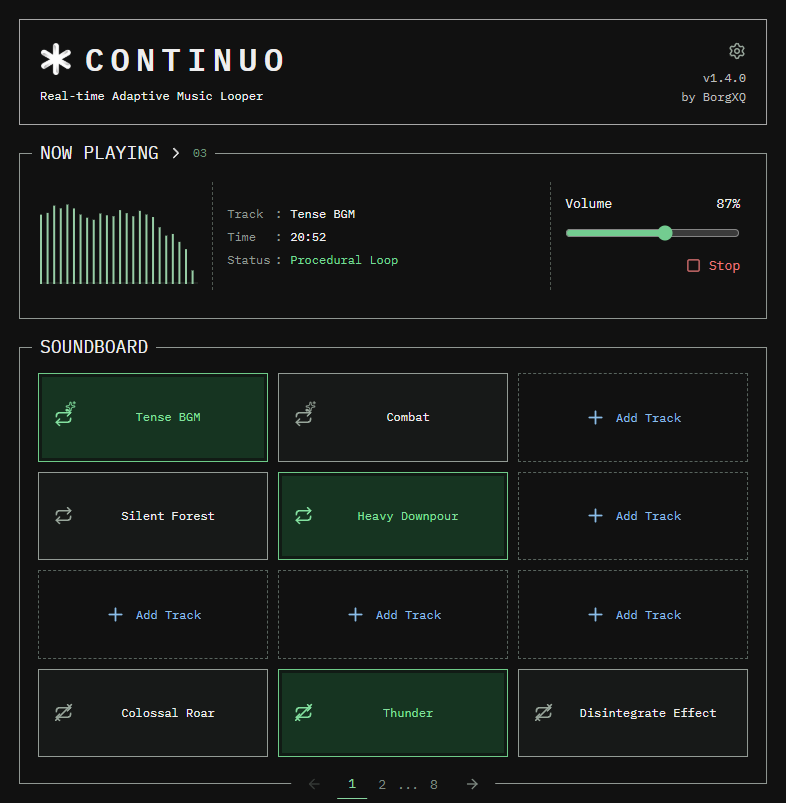 CONTINUO
Real-time Adaptive Music Looper
v1.4.0
by BorgXQ
NOW PLAYING > 03
Track : Tense BGM
Time : 20:52
Status : Procedural Loop
Volume 87%
Stop
SOUNDBOARD
Tense BGM
Combat
Add Track
Silent Forest
Heavy Downpour
Add Track
Add Track
Add Track
Add Track
Colossal Roar
Thunder
Disintegrate Effect
1 2 ... 8